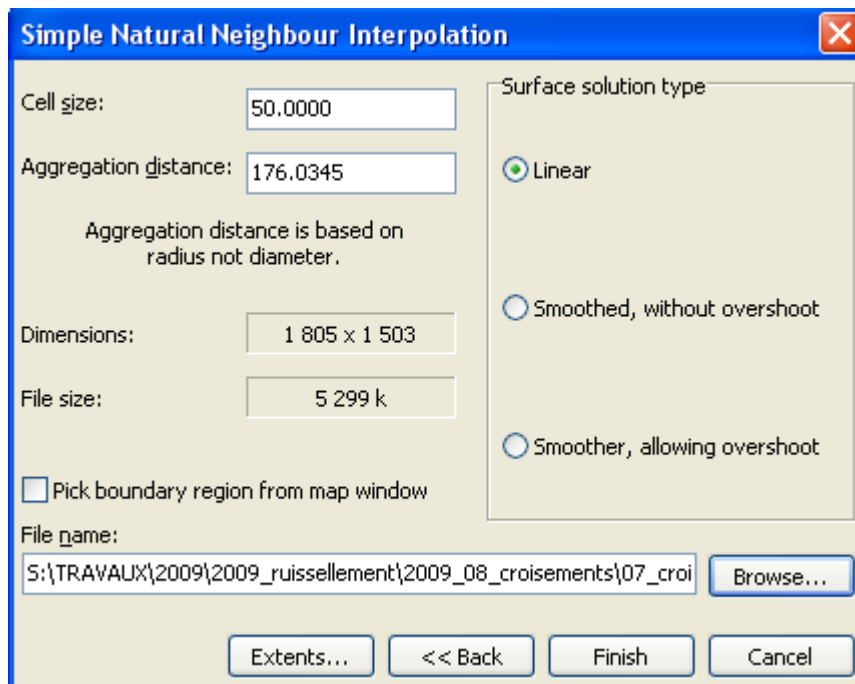 Simple Natural Neighbour Interpolation
Cell size:
50.0000
Aggregation distance:
176.0345
Aggregation distance is based on
radius not diameter.
Dimensions:
1 805 x 1 503
File size:
5 299 k
Pick boundary region from map window
Surface solution type
Linear
Smoothed, without overshoot
Smoother, allowing overshoot
File name:
S:\TRAVAUX\2009\2009_ruissellement\2009_08_croisements\07_croi
Browse...
Extents...
<< Back
Finish
Cancel